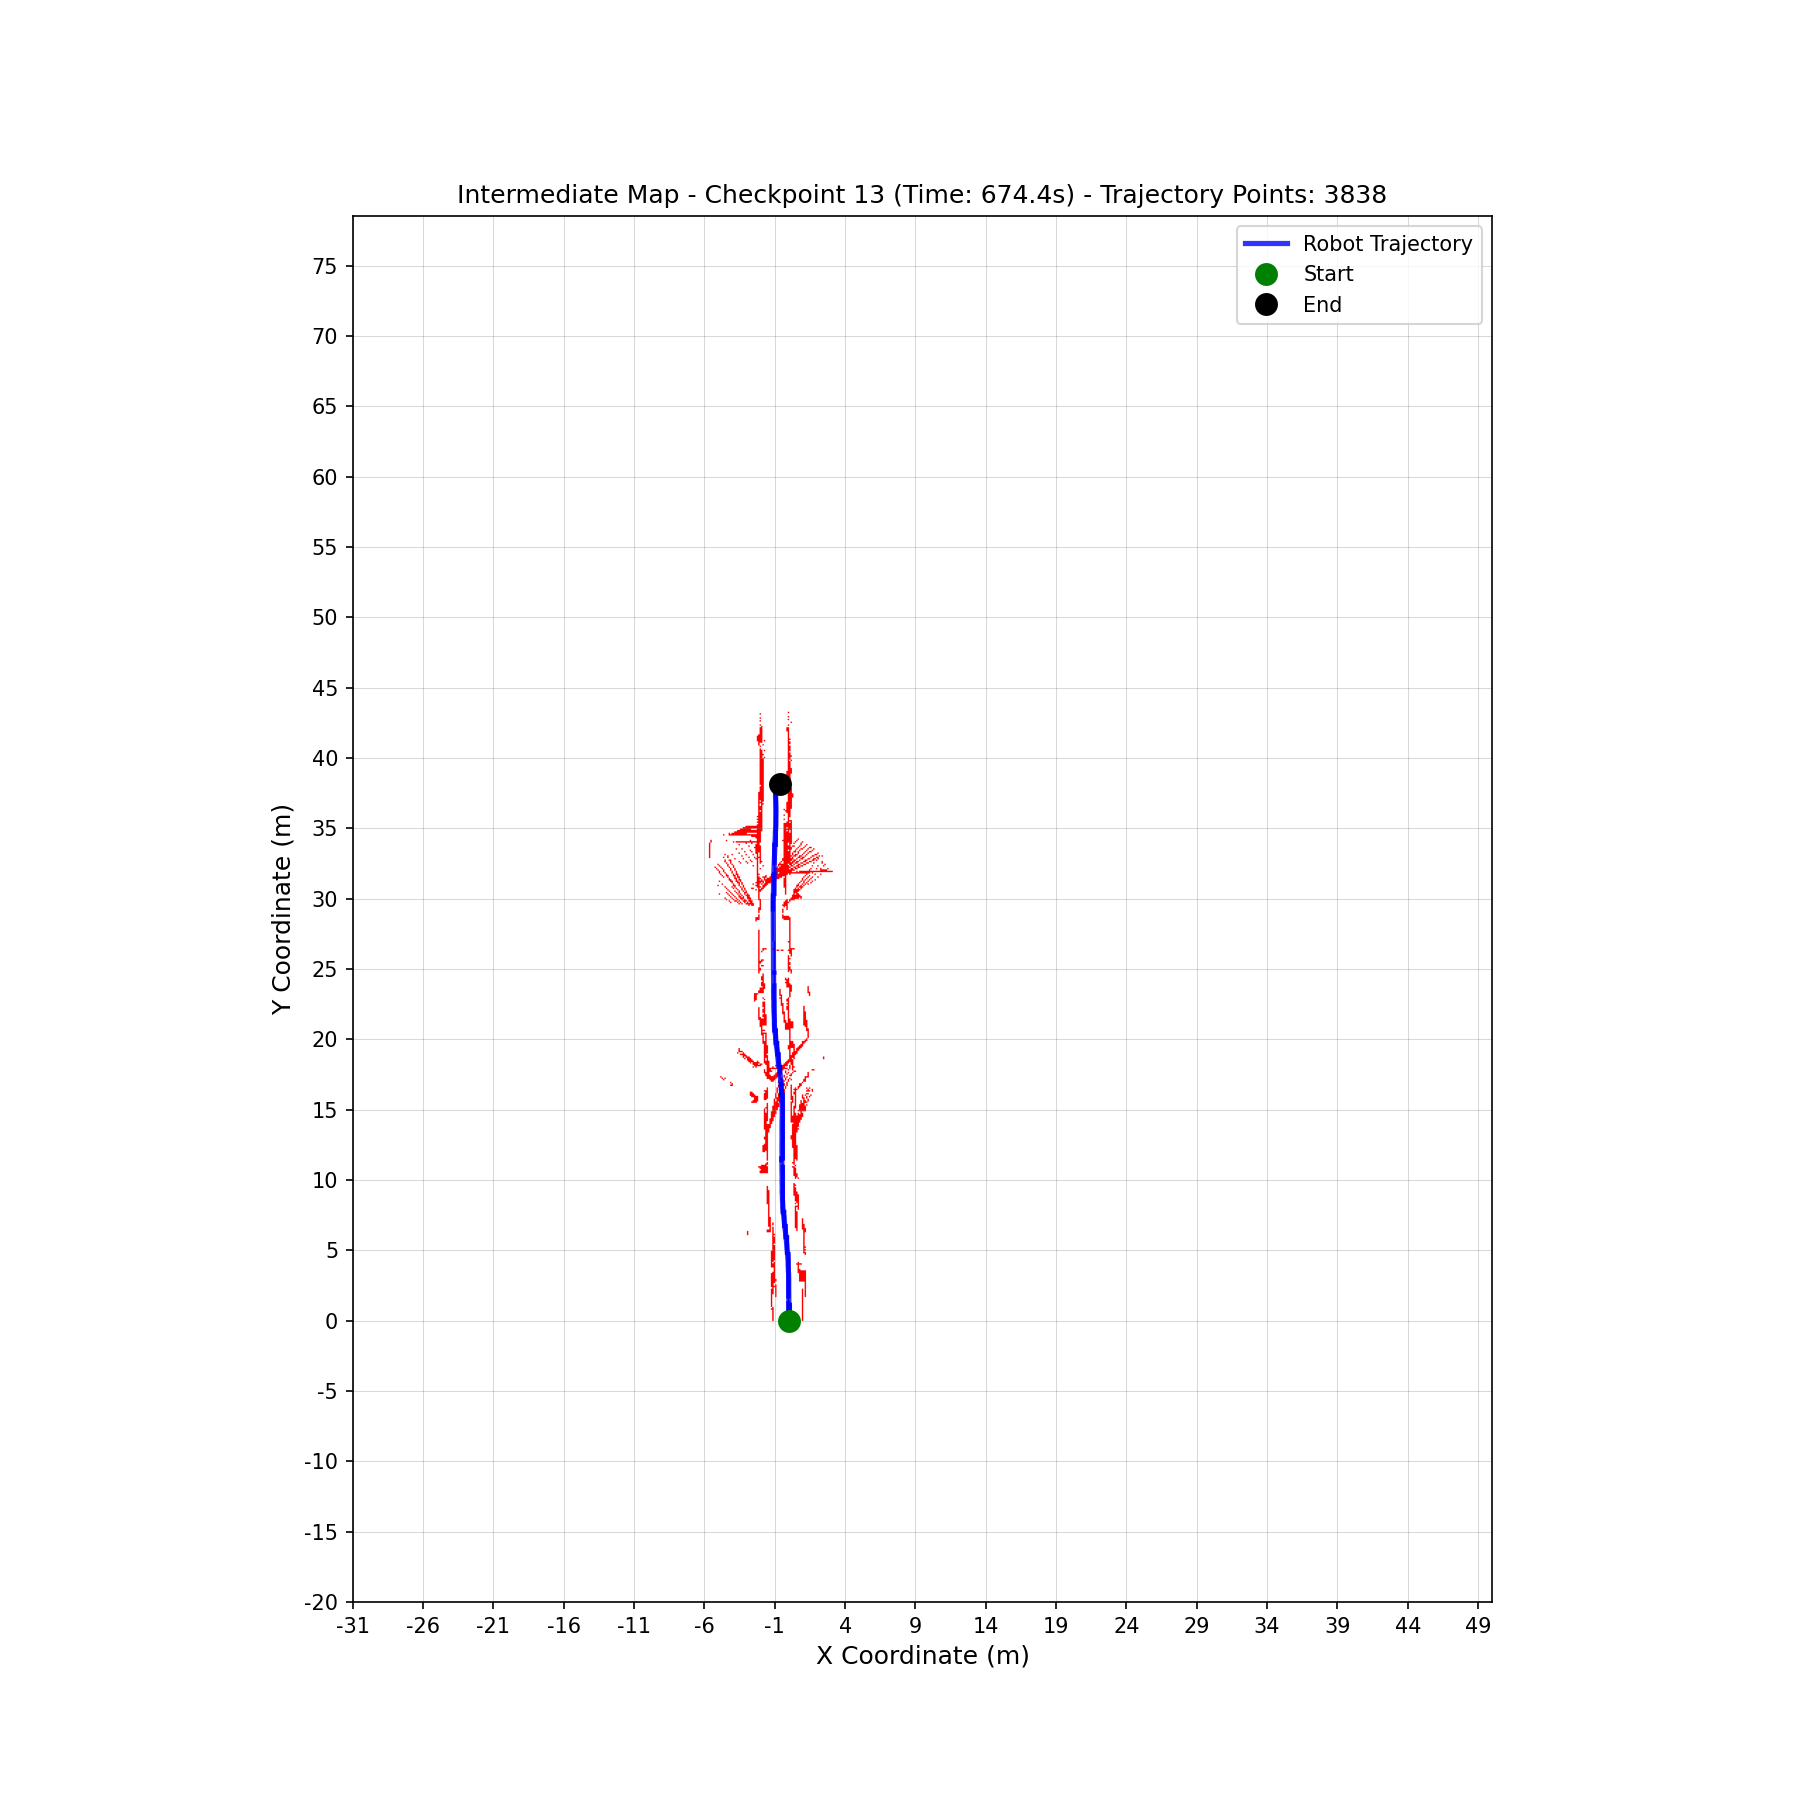 Intermediate Map - Checkpoint 13 (Time: 674.4s) - Trajectory Points: 3838
Robot Trajectory
Start
End
75
70
65
60
55
50
45
40
35
30
25
20
15
10
5
0
-5
-10
-15
-20
Y Coordinate (m)
-31 -26 -21 -16 -11 -6 -1 4 9 14 19 24 29 34 39 44 49
X Coordinate (m)